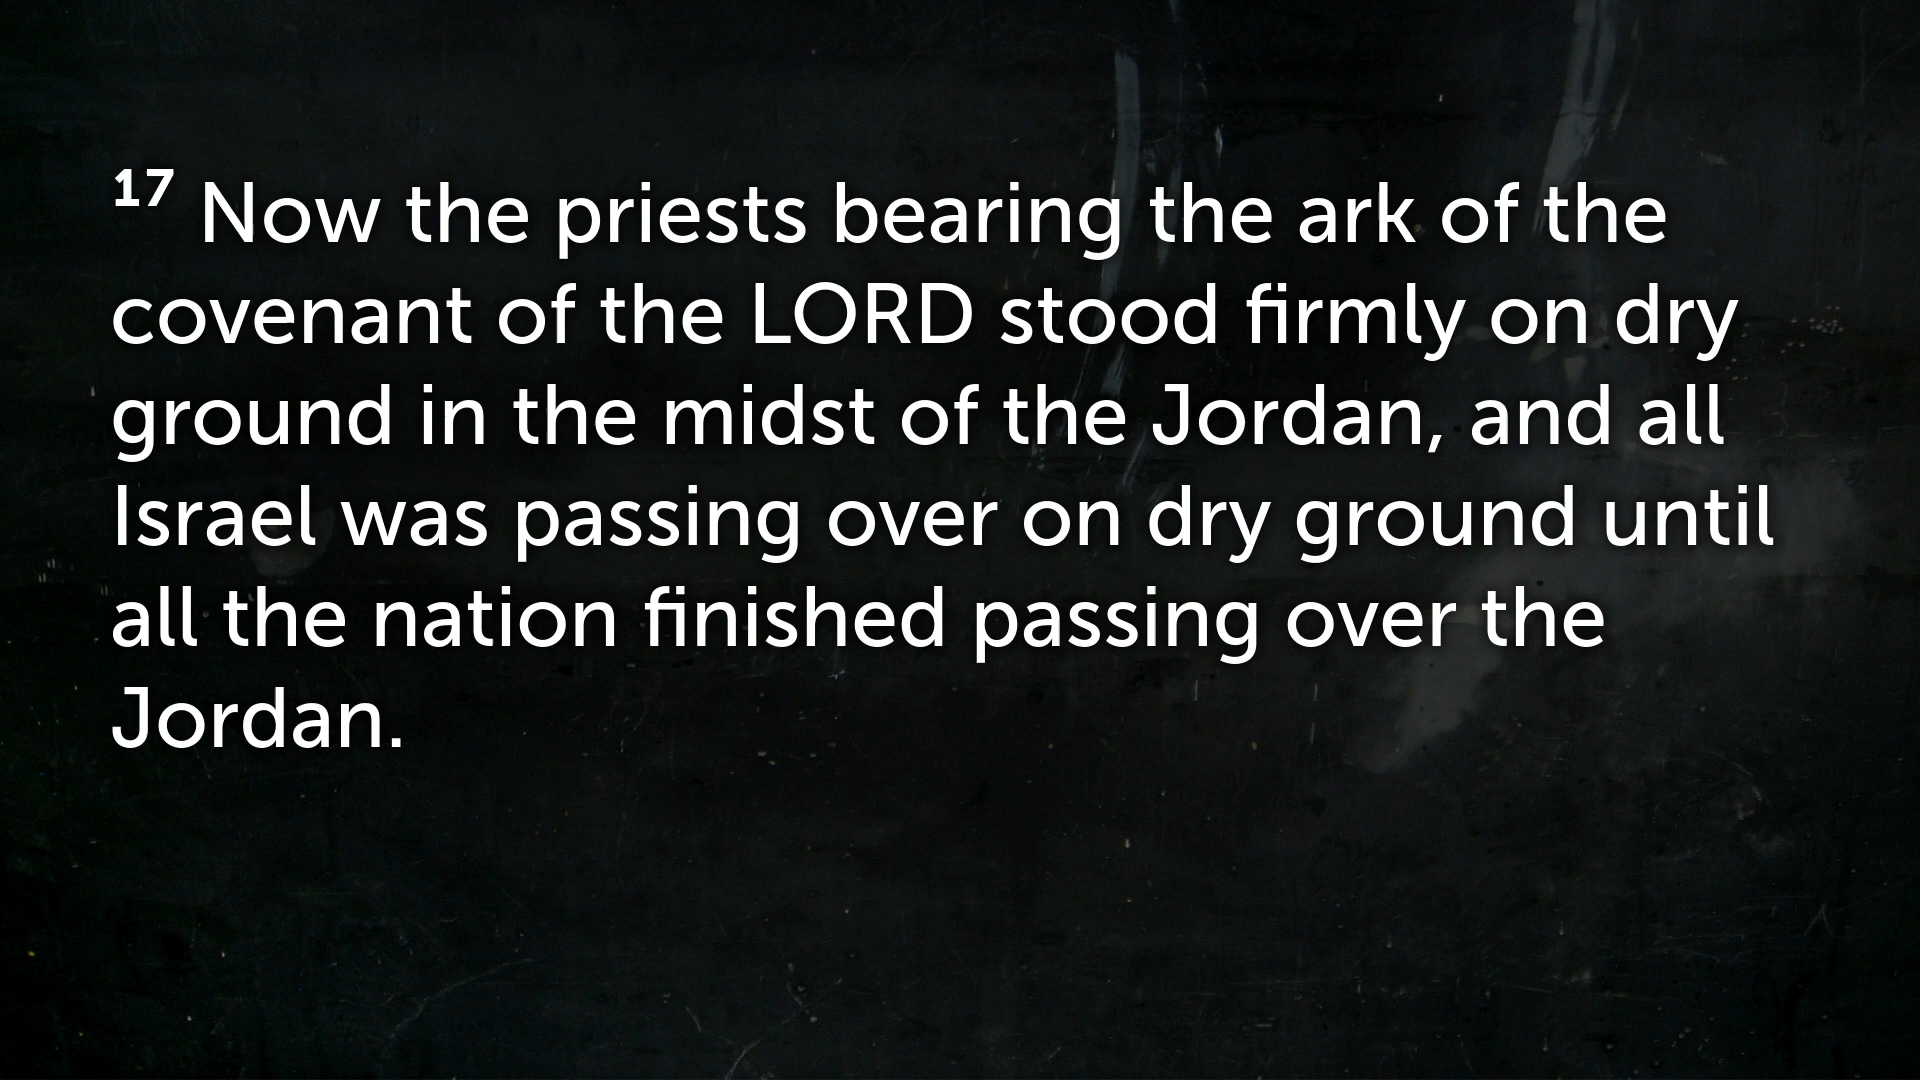 17 Now the priests bearing the ark of the
covenant of the LORD stood firmly on dry
ground in the midst of the Jordan, and all
Israel was passing over on dry ground until
all the nation finished passing over the
Jordan.